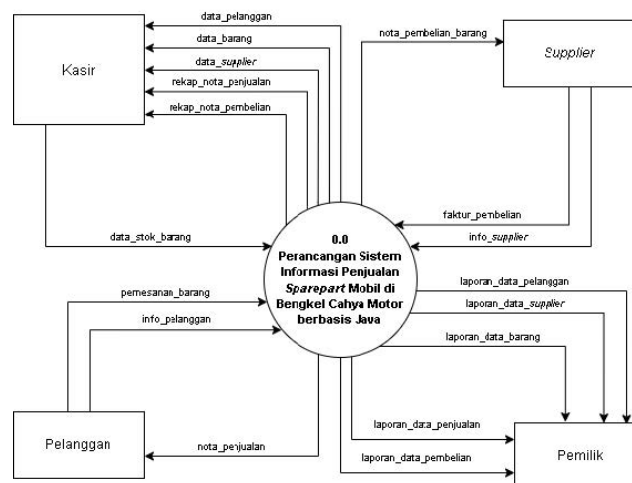 data_pelanggan
data_barang
data_supplier
rekap_nota_penjualan
rekap_nota_pembelian
Kasir
nota_pembelian_barang
Supplier
data_stok_barang
faktur_pembelian
info_supplier
0.0
Perancangan Sistem
Informasi Penjualan
Sparepart Mobil di
Bengkel Cahya Motor
berbasis Java
pemesanan_barang
info_pelanggan
laporan_data_pelanggan
laporan_data_supplier
laporan_data_barang
Pelanggan
nota_penjualan
laporan_data_penjualan
laporan_data_pembelian
Pemilik